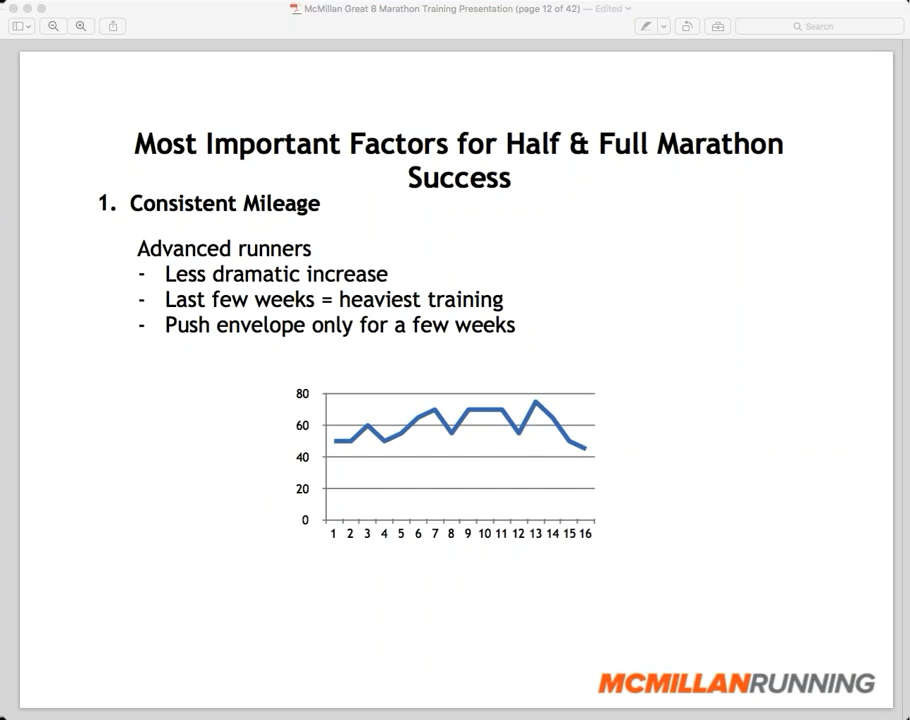 McMillan Great 8 Marathon Training Presentation (page 12 of 42) — Edited
Search
Most Important Factors for Half & Full Marathon
Success
1. Consistent Mileage
Advanced runners
- Less dramatic increase
- Last few weeks = heaviest training
- Push envelope only for a few weeks
80
60
40
20
0
1 2 3 4 5 6 7 8 9 10 11 12 13 14 15 16
MCMILLANRUNNING